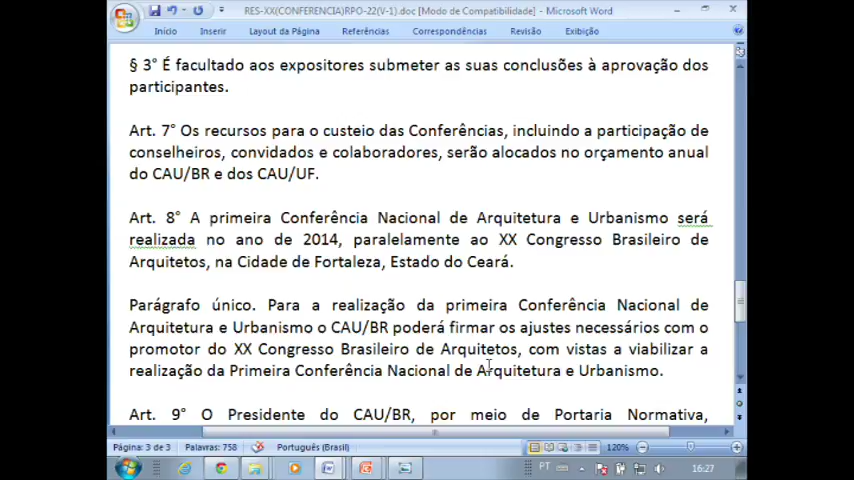 RES-XX(CONFERENCIA)RPO-22(V-1).doc [Modo de Compatibilidade] - Microsoft Word
Início Inserir Layout da Página Referências Correspondências Revisão Exibição
§ 3° É facultado aos expositores submeter as suas conclusões à aprovação dos
participantes.
Art. 7° Os recursos para o custeio das Conferências, incluindo a participação de
conselheiros, convidados e colaboradores, serão alocados no orçamento anual
do CAU/BR e dos CAU/UF.
Art. 8° A primeira Conferência Nacional de Arquitetura e Urbanismo será
realizada no ano de 2014, paralelamente ao XX Congresso Brasileiro de
Arquitetos, na Cidade de Fortaleza, Estado do Ceará.
Parágrafo único. Para a realização da primeira Conferência Nacional de
Arquitetura e Urbanismo o CAU/BR poderá firmar os ajustes necessários com o
promotor do XX Congresso Brasileiro de Arquitetos, com vistas a viabilizar a
realização da Primeira Conferência Nacional de Arquitetura e Urbanismo.
Art. 9° O Presidente do CAU/BR, por meio de Portaria Normativa,
Página: 3 de 3 Palavras: 758 Português (Brasil) 120%
PT 16:27